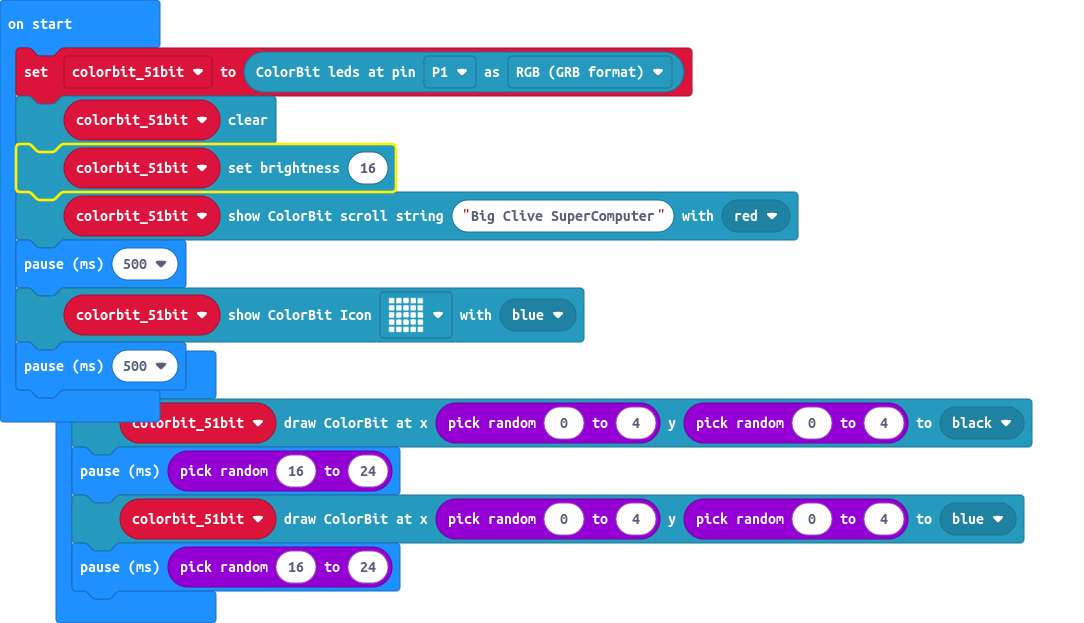 on start
set colorbit_51bit to ColorBit leds at pin P1 as RGB (GRB format)
colorbit_51bit clear
colorbit_51bit set brightness 16
colorbit_51bit show ColorBit scroll string "Big Clive SuperComputer" with red
pause (ms) 500
colorbit_51bit show ColorBit Icon with blue
pause (ms) 500
colorbit_51bit draw ColorBit at x pick random 0 to 4 y pick random 0 to 4 to black
pause (ms) pick random 16 to 24
colorbit_51bit draw ColorBit at x pick random 0 to 4 y pick random 0 to 4 to blue
pause (ms) pick random 16 to 24